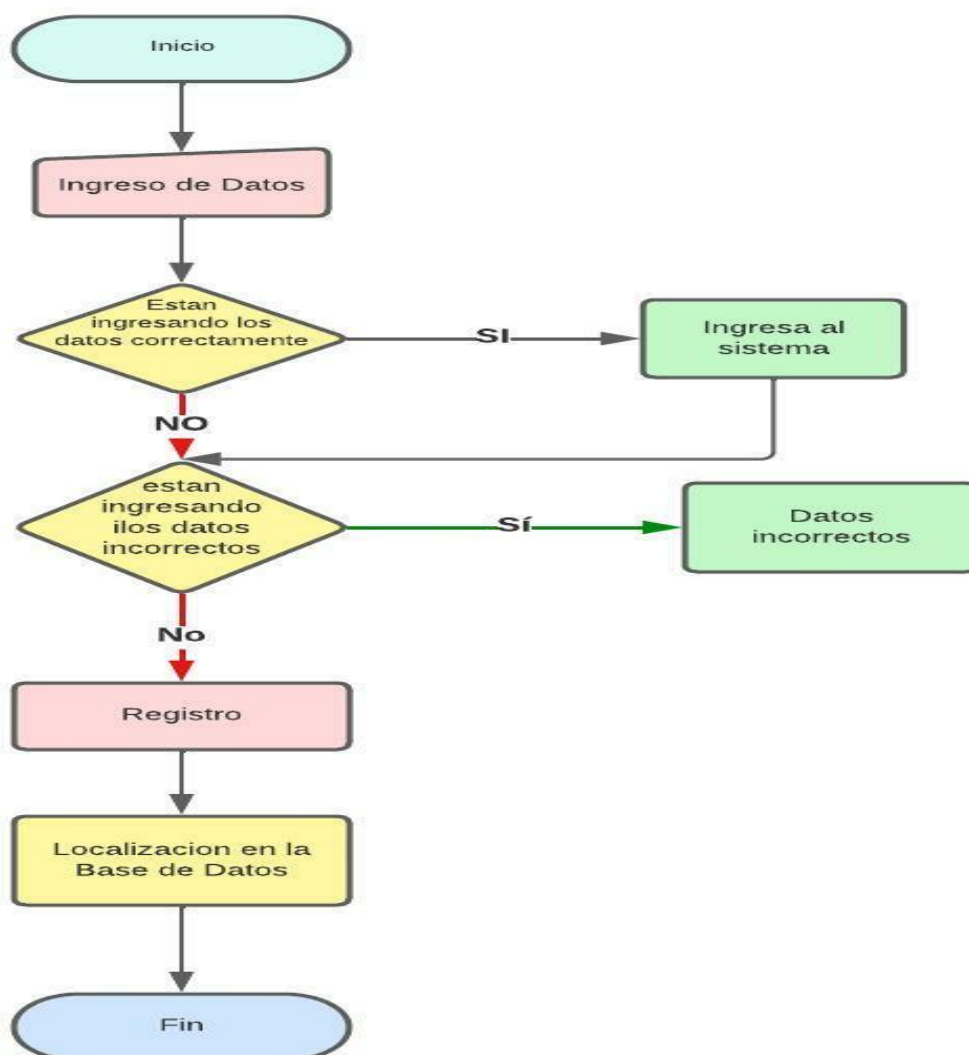 Inicio
Ingreso de Datos
Estan
ingresando los
datos correctamente
SI
Ingresa al
sistema
NO
estan
ingresando
ilos datos
incorrectos
Sí
Datos
incorrectos
No
Registro
Localizacion en la
Base de Datos
Fin